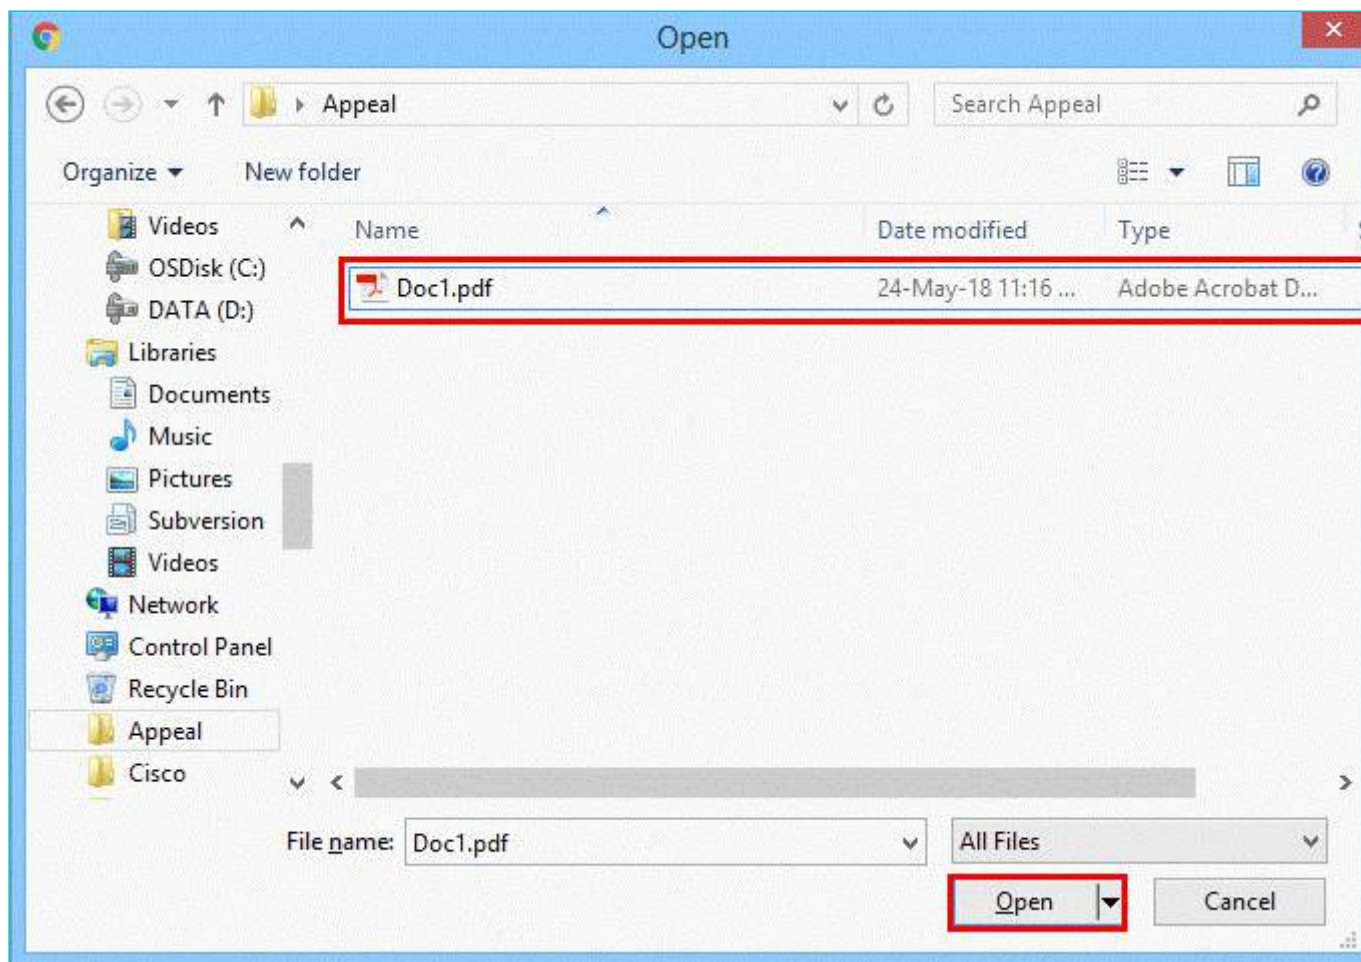 Open
Appeal
Search Appeal
Organize New folder
Name Date modified Type
Doc1.pdf 24-May-18 11:16 ... Adobe Acrobat D...
Videos
OSDisk (C:)
DATA (D:)
Libraries
Documents
Music
Pictures
Subversion
Videos
Network
Control Panel
Recycle Bin
Appeal
Cisco
File name: Doc1.pdf All Files
Open Cancel